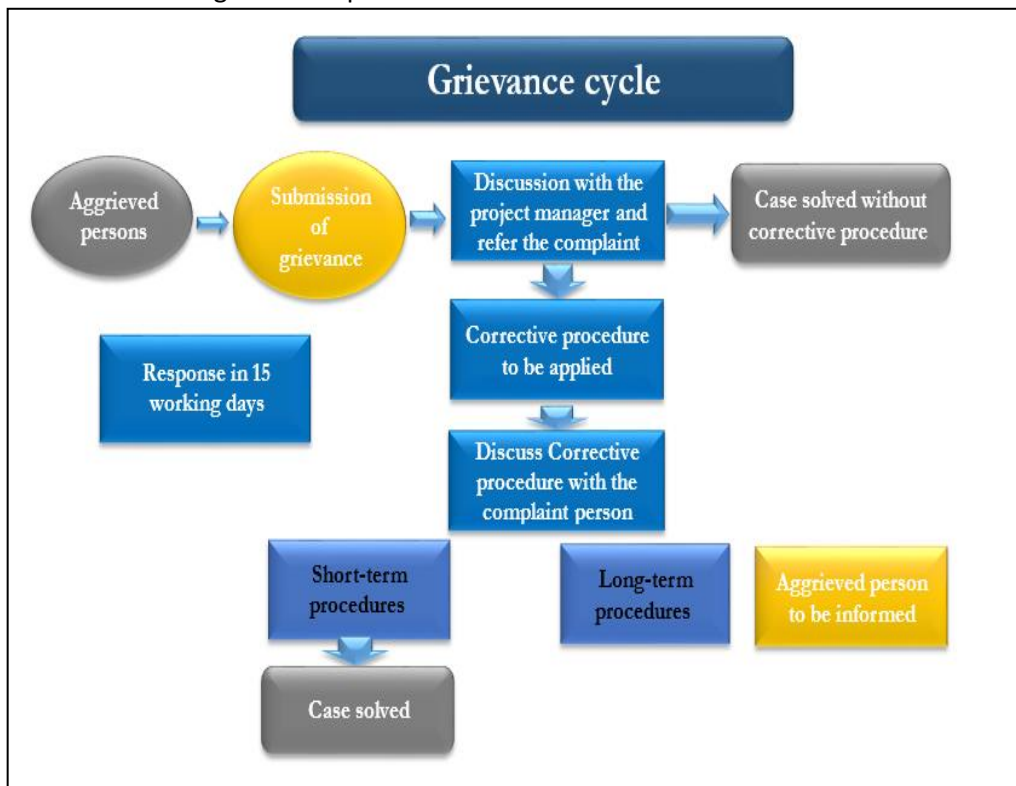 Grievance cycle
Aggrieved
persons
Submission
of
grievance
Discussion with the
project manager and
refer the complaint
Case solved without
corrective procedure
Corrective procedure
to be applied
Response in 15
working days
Discuss Corrective
procedure with the
complaint person
Short-term
procedures
Long-term
procedures
Aggrieved person
to be informed
Case solved